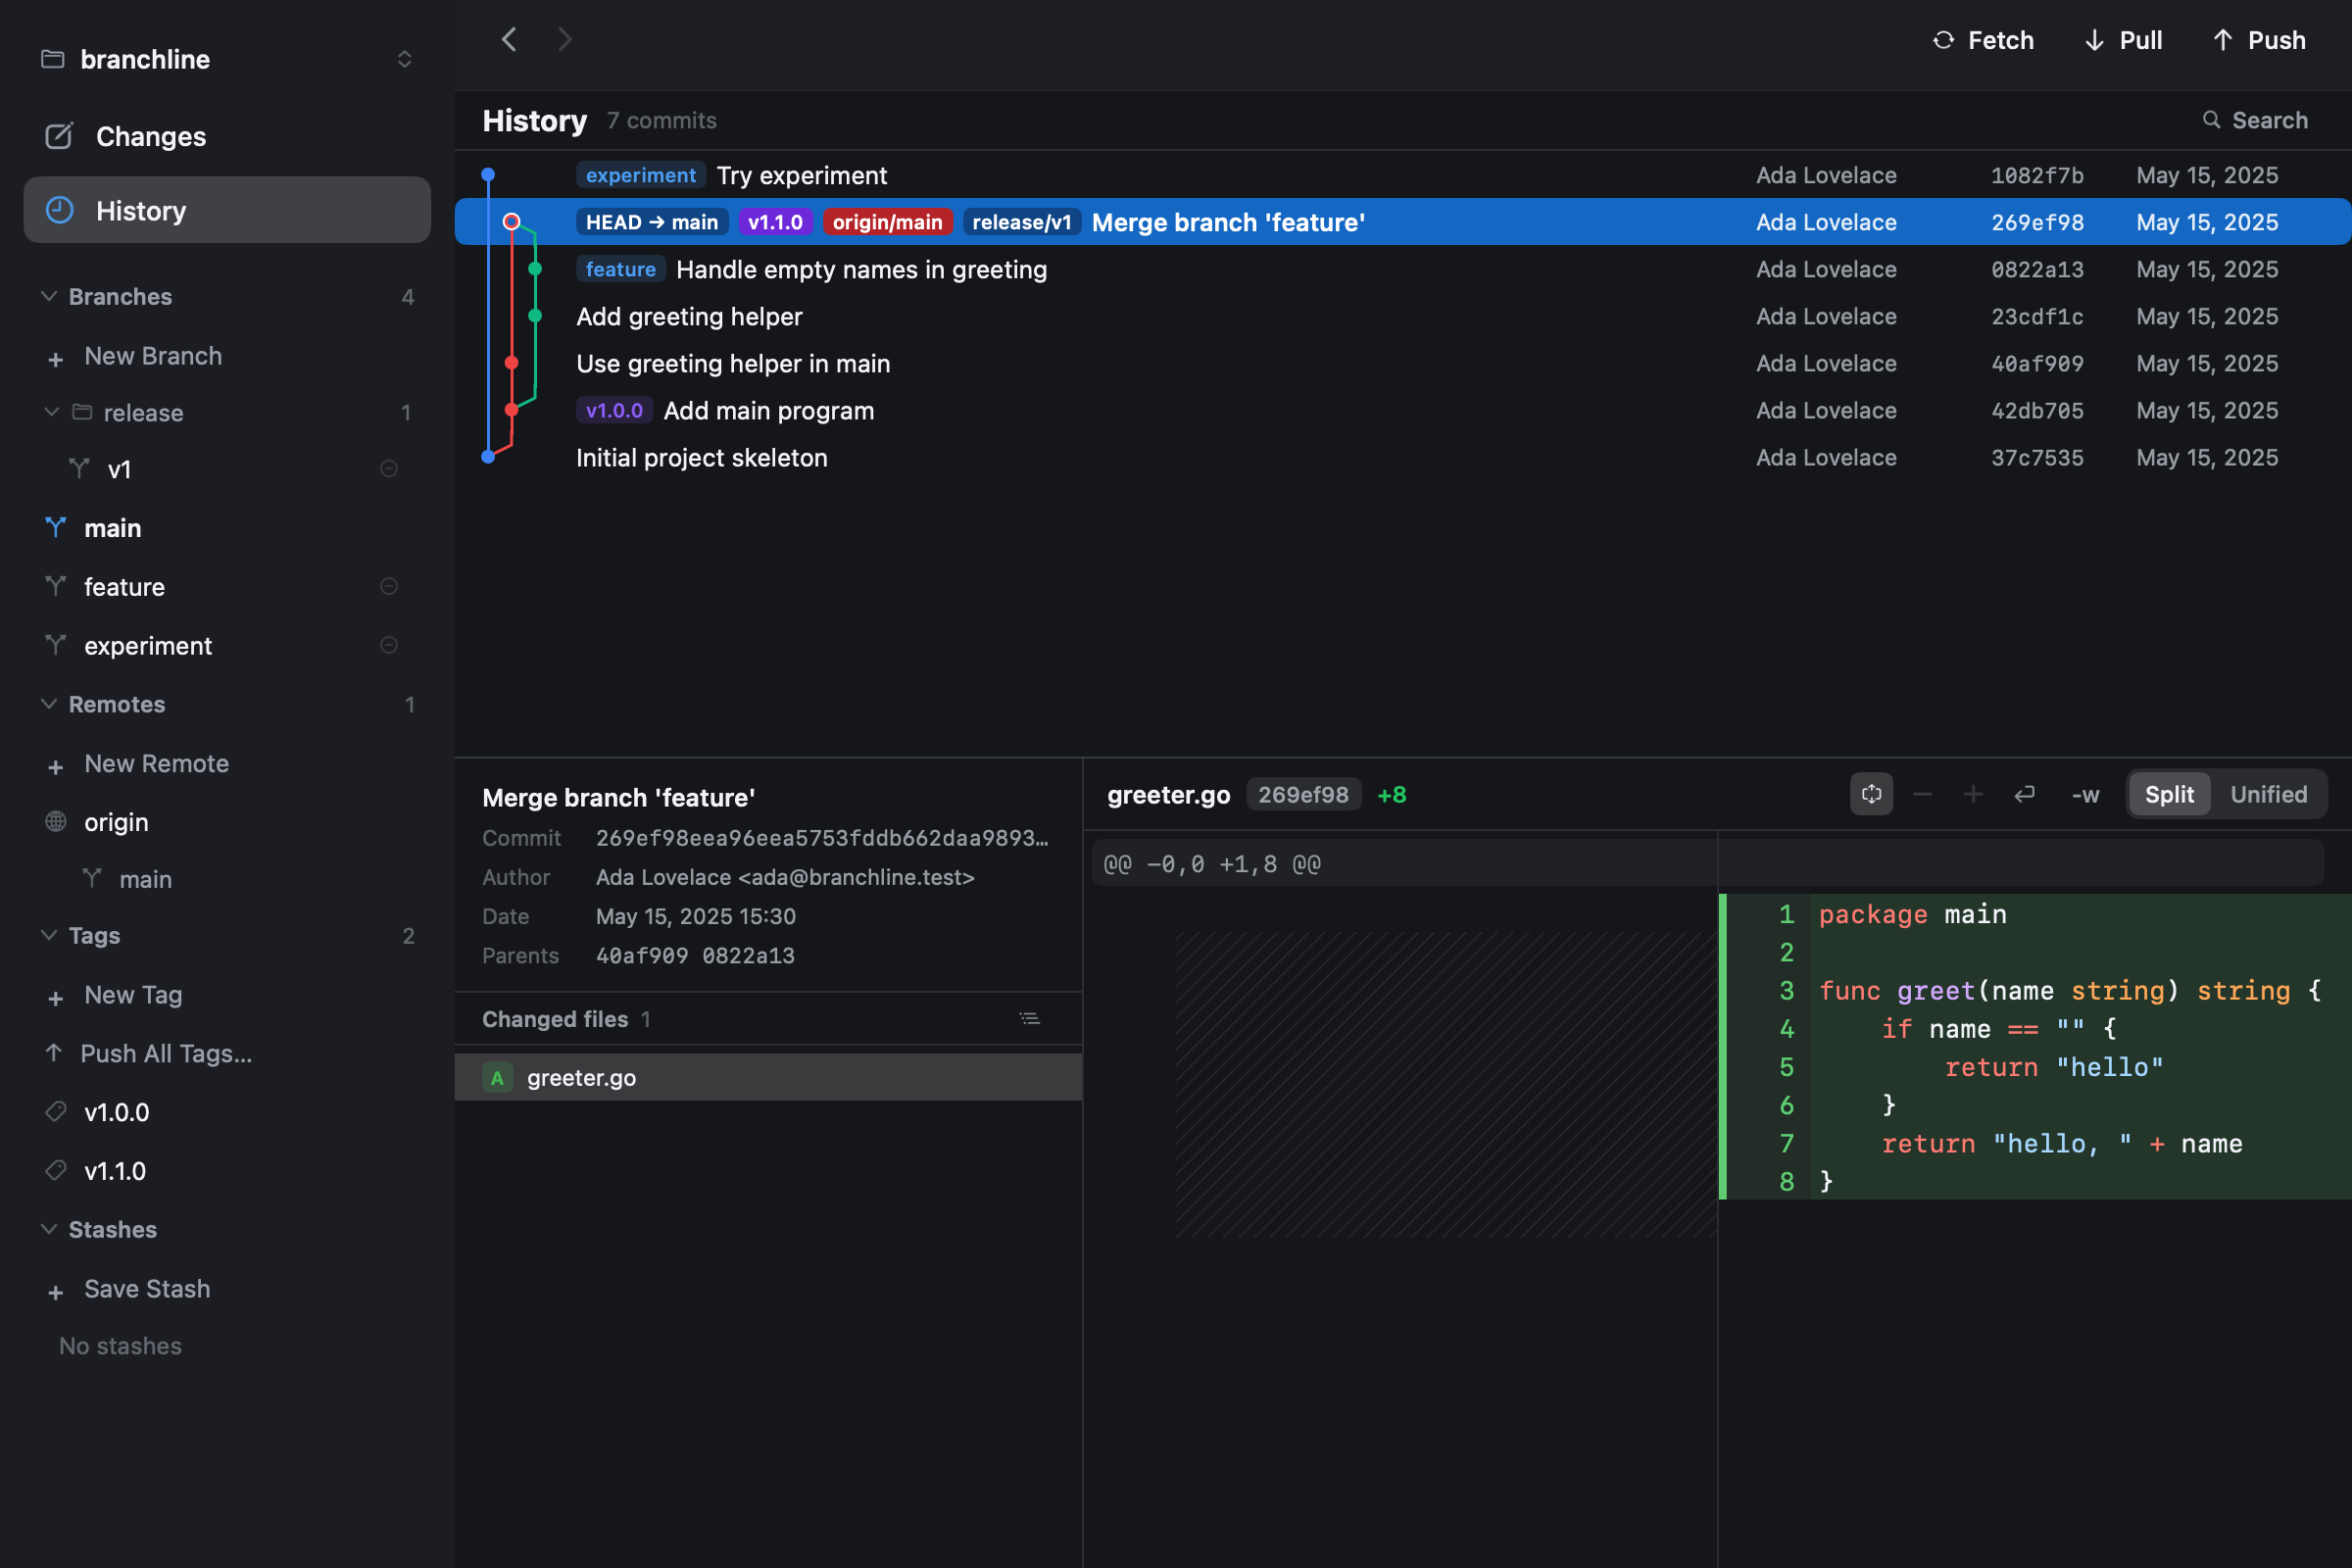 branchline
Changes
History
Branches 4
New Branch
release 1
v1
main
feature
experiment
Remotes 1
New Remote
origin
main
Tags 2
New Tag
Push All Tags...
v1.0.0
v1.1.0
Stashes
Save Stash
No stashes
Fetch Pull Push
History 7 commits Search
experiment Try experiment Ada Lovelace 1082f7b May 15, 2025
HEAD → main v1.1.0 origin/main release/v1 Merge branch 'feature' Ada Lovelace 269ef98 May 15, 2025
feature Handle empty names in greeting Ada Lovelace 0822a13 May 15, 2025
Add greeting helper Ada Lovelace 23cdf1c May 15, 2025
Use greeting helper in main Ada Lovelace 40af909 May 15, 2025
v1.0.0 Add main program Ada Lovelace 42db705 May 15, 2025
Initial project skeleton Ada Lovelace 37c7535 May 15, 2025
Merge branch 'feature'
Commit 269ef98eea96eea5753fddb662daa9893…
Author Ada Lovelace <ada@branchline.test>
Date May 15, 2025 15:30
Parents 40af909 0822a13
Changed files 1
A greeter.go
greeter.go 269ef98 +8 -w Split Unified
@@ -0,0 +1,8 @@
1 package main
2
3 func greet(name string) string {
4 if name == "" {
5 return "hello"
6 }
7 return "hello, " + name
8 }